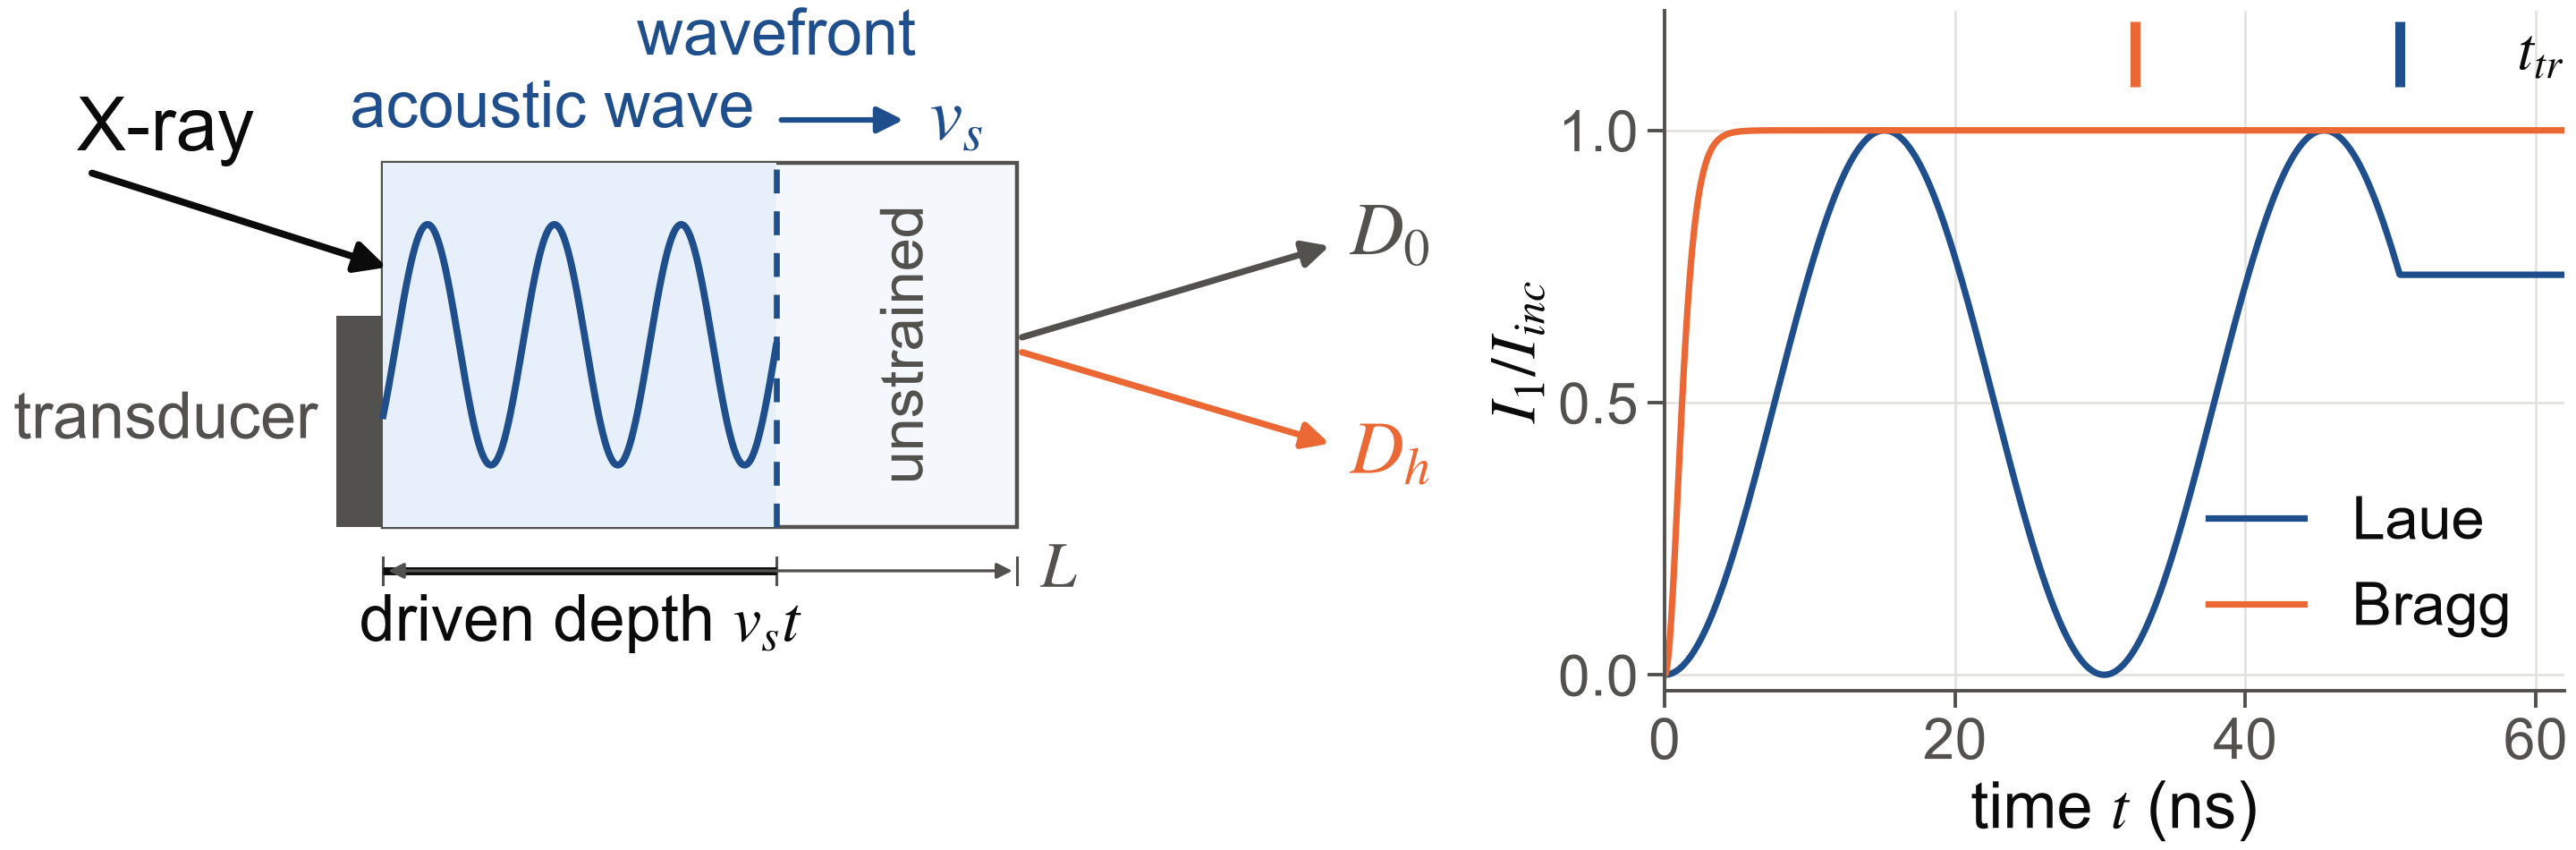 wavefront
acoustic wave
v_s
X-ray
transducer
unstrained
D_0
D_h
L
driven depth v_s t
t_tr
1.0
0.5
0.0
I_1//I_inc
Laue
Bragg
0 20 40 60
time t (ns)